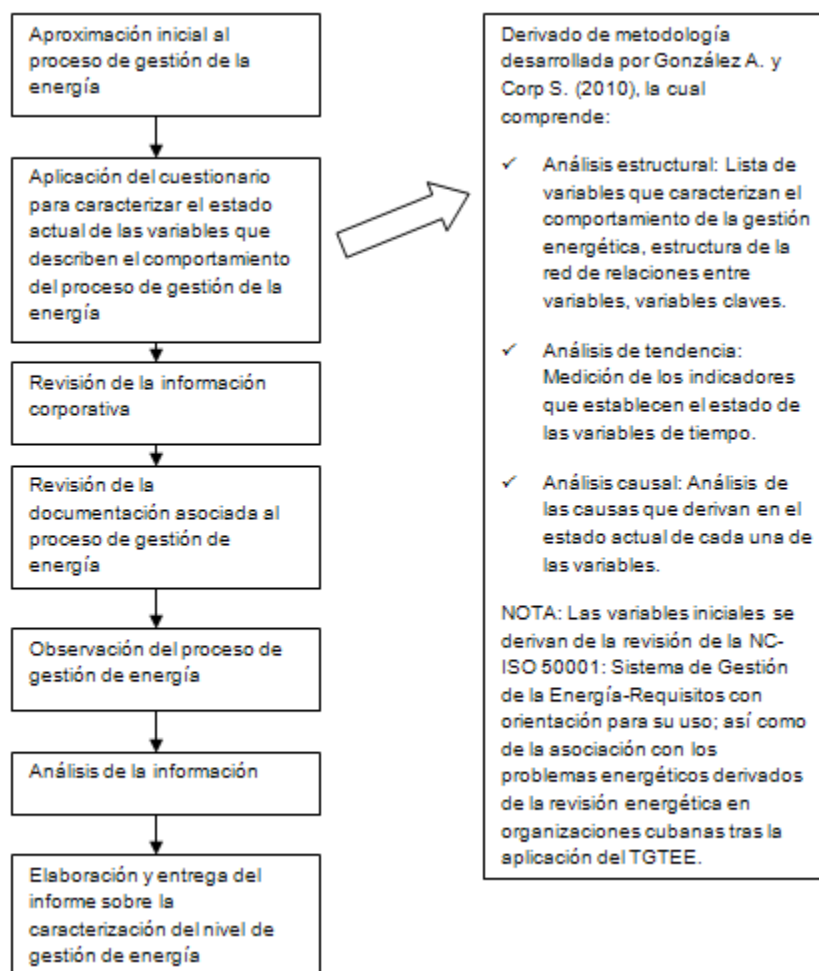 Aproximación inicial al
proceso de gestión de la
energía
Aplicación del cuestionario
para caracterizar el estado
actual de las variables que
describen el comportamiento
del proceso de gestión de la
energía
Revisión de la información
corporativa
Revisión de la
documentación asociada al
proceso de gestión de
energía
Observación del proceso de
gestión de energía
Análisis de la información
Elaboración y entrega del
informe sobre la
caracterización del nivel de
gestión de energía
Derivado de metodología
desarrollada por González A. y
Corp S. (2010), la cual
comprende:
✓ Análisis estructural: Lista de
variables que caracterizan el
comportamiento de la gestión
energética, estructura de la
red de relaciones entre
variables, variables claves.
✓ Análisis de tendencia:
Medición de los indicadores
que establecen el estado de
las variables de tiempo.
✓ Análisis causal: Análisis de
las causas que derivan en el
estado actual de cada una de
las variables.
NOTA: Las variables iniciales se
derivan de la revisión de la NC-
ISO 50001: Sistema de Gestión
de la Energía-Requisitos con
orientación para su uso; así como
de la asociación con los
problemas energéticos derivados
de la revisión energética en
organizaciones cubanas tras la
aplicación del TGTEE.